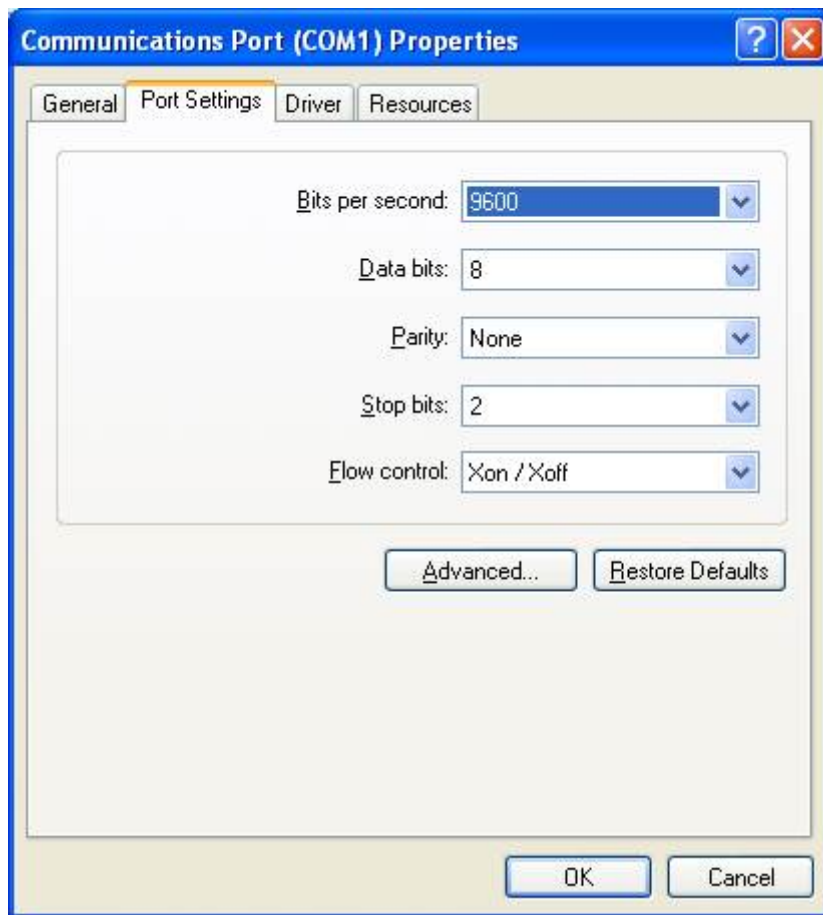 Communications Port (COM1) Properties
General Port Settings Driver Resources
Bits per second: 9600
Data bits: 8
Parity: None
Stop bits: 2
Flow control: Xon / Xoff
Advanced... Restore Defaults
OK Cancel